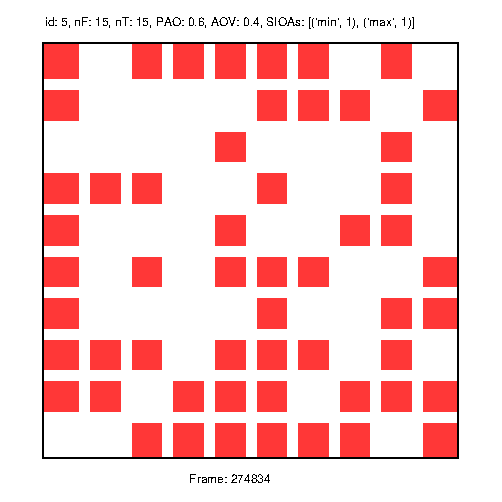 id: 5, nF: 15, nT: 15, PAO: 0.6, AOV: 0.4, SIOAs: [('min', 1), ('max', 1)]
Frame: 274834